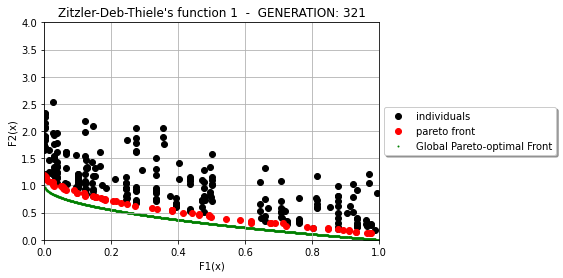 Zitzler-Deb-Thiele's function 1 - GENERATION: 321
4.0
3.5
3.0
2.5
2.0
1.5
1.0
0.5
0.0
F2(x)
0.0 0.2 0.4 0.6 0.8 1.0
F1(x)
individuals
pareto front
Global Pareto-optimal Front